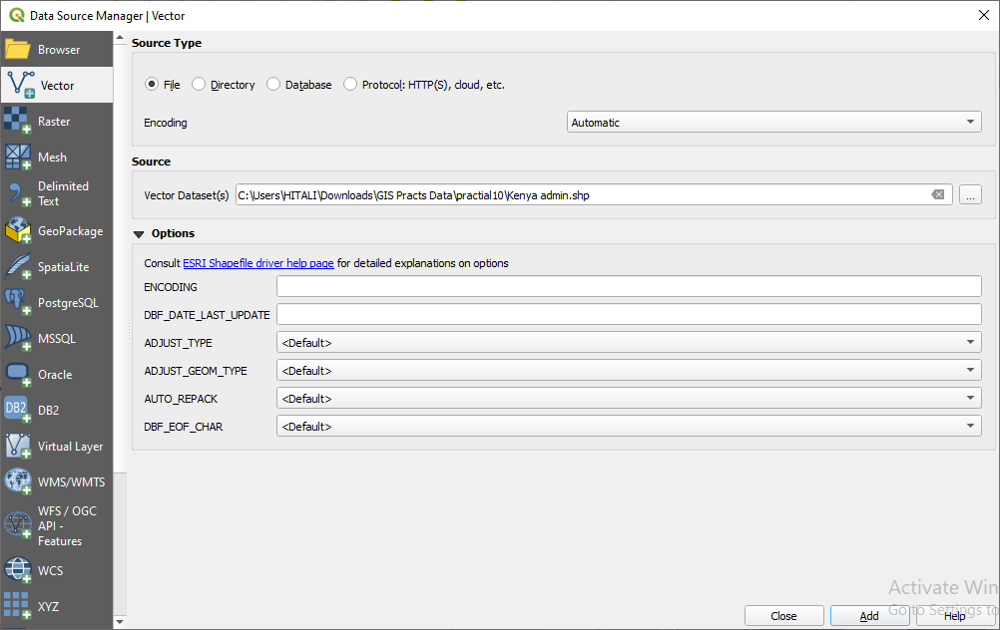 Data Source Manager | Vector
Browser
Vector
Raster
Mesh
Delimited
Text
GeoPackage
SpatiaLite
PostgreSQL
MSSQL
Oracle
DB2
DB2
Virtual Layer
WMS/WMTS
WFS / OGC
API -
Features
WCS
XYZ
Source Type
File Directory Database Protocol: HTTP(S), cloud, etc.
Encoding Automatic
Source
Vector Dataset(s) C:\Users\HITALI\Downloads\GIS Practs Data\practial10\Kenya admin.shp ...
Options
Consult ESRI Shapefile driver help page for detailed explanations on options
ENCODING
DBF_DATE_LAST_UPDATE
ADJUST_TYPE <Default>
ADJUST_GEOM_TYPE <Default>
AUTO_REPACK <Default>
DBF_EOF_CHAR <Default>
Activate Win
Go to Settings to
Close Add Help